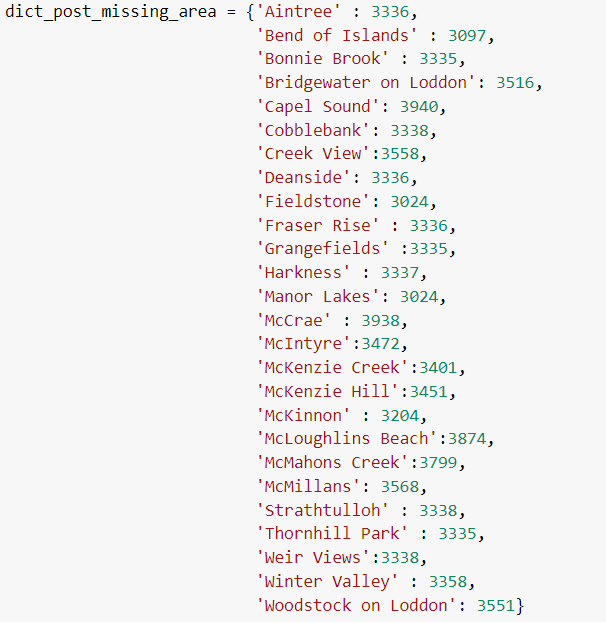 dict_post_missing_area = {'Aintree' : 3336,
'Bend of Islands' : 3097,
'Bonnie Brook' : 3335,
'Bridgewater on Loddon': 3516,
'Capel Sound': 3940,
'Cobblebank': 3338,
'Creek View':3558,
'Deanside': 3336,
'Fieldstone': 3024,
'Fraser Rise' : 3336,
'Grangefields' :3335,
'Harkness' : 3337,
'Manor Lakes': 3024,
'McCrae' : 3938,
'McIntyre':3472,
'McKenzie Creek':3401,
'McKenzie Hill':3451,
'McKinnon' : 3204,
'McLoughlins Beach':3874,
'McMahons Creek':3799,
'McMillans': 3568,
'Strathtulloh' : 3338,
'Thornhill Park' : 3335,
'Weir Views':3338,
'Winter Valley' : 3358,
'Woodstock on Loddon': 3551}